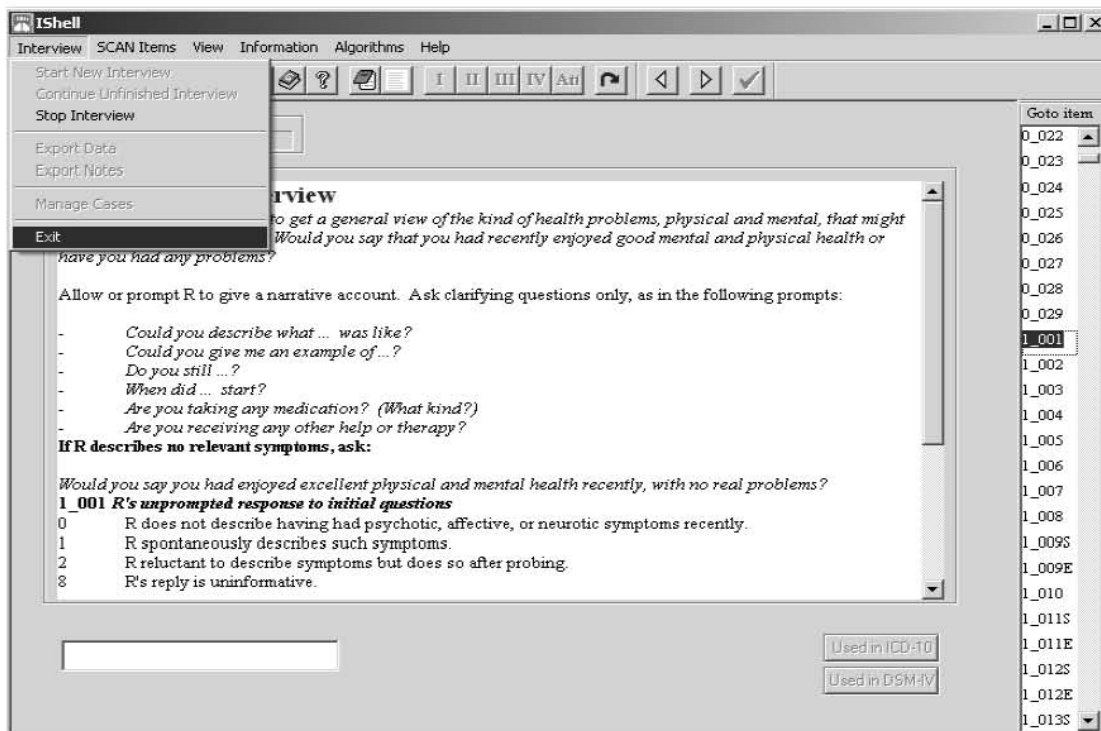 IShell
Interview SCAN Items View Information Algorithms Help
Start New Interview
Continue Unfinished Interview
Stop Interview
Export Data
Export Notes
Manage Cases
Exit
? I II III IV Att
rview
to get a general view of the kind of health problems, physical and mental, that might
Would you say that you had recently enjoyed good mental and physical health or
have you had any problems?
Allow or prompt R to give a narrative account. Ask clarifying questions only, as in the following prompts:
- Could you describe what ... was like?
- Could you give me an example of ...?
- Do you still ...?
- When did ... start?
- Are you taking any medication? (What kind?)
- Are you receiving any other help or therapy?
If R describes no relevant symptoms, ask:
Would you say you had enjoyed excellent physical and mental health recently, with no real problems?
1_001 R's unprompted response to initial questions
0 R does not describe having had psychotic, affective, or neurotic symptoms recently.
1 R spontaneously describes such symptoms.
2 R reluctant to describe symptoms but does so after probing.
8 R's reply is uninformative.
Used in ICD-10
Used in DSM-IV
Goto item
0_022
0_023
0_024
0_025
0_026
0_027
0_028
0_029
1_001
1_002
1_003
1_004
1_005
1_006
1_007
1_008
1_009S
1_009E
1_010
1_011S
1_011E
1_012S
1_012E
1_013S